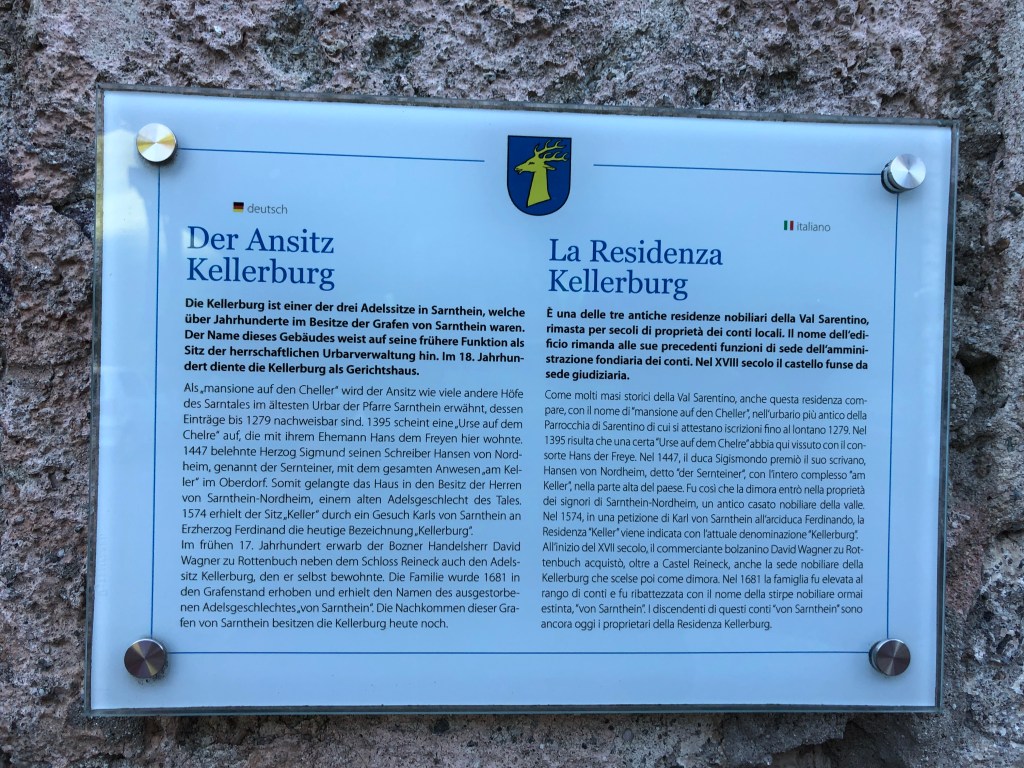 deutsch
Der Ansitz
Kellerburg
Die Kellerburg ist einer der drei Adelssitze in Sarnthein, welche
über Jahrhunderte im Besitze der Grafen von Sarnthein waren.
Der Name dieses Gebäudes weist auf seine frühere Funktion als
Sitz der herrschaftlichen Urbarverwaltung hin. Im 18. Jahrhun-
dert diente die Kellerburg als Gerichtshaus.
Als „mansione auf den Cheller“ wird der Ansitz wie viele andere Höfe
des Sarntales im ältesten Urbar der Pfarre Sarnthein erwähnt, dessen
Einträge bis 1279 nachweisbar sind. 1395 scheint eine „Urse auf dem
Chelre“ auf, die mit ihrem Ehemann Hans dem Freyen hier wohnte.
1447 belehnte Herzog Sigmund seinen Schreiber Hansen von Nord-
heim, genannt der Sernteiner, mit dem gesamten Anwesen „am Kel-
ler“ im Oberdorf. Somit gelangte das Haus in den Besitz der Herren
von Sarnthein-Nordheim, einem alten Adelsgeschlecht des Tales.
1574 erhielt der Sitz „Keller“ durch ein Gesuch Karls von Sarnthein an
Erzherzog Ferdinand die heutige Bezeichnung „Kellerburg“.
Im frühen 17. Jahrhundert erwarb der Bozner Handelsherr David
Wagner zu Rottenbuch neben dem Schloss Reineck auch den Adels-
sitz Kellerburg, den er selbst bewohnte. Die Familie wurde 1681 in
den Grafenstand erhoben und erhielt den Namen des ausgestorbe-
nen Adelsgeschlechtes „von Sarnthein“. Die Nachkommen dieser Gra-
fen von Sarnthein besitzen die Kellerburg heute noch.
italiano
La Residenza
Kellerburg
È una delle tre antiche residenze nobiliari della Val Sarentino,
rimasta per secoli di proprietà dei conti locali. Il nome dell’edi-
ficio rimanda alle sue precedenti funzioni di sede dell’ammini-
strazione fondiaria dei conti. Nel XVIII secolo il castello funse da
sede giudiziaria.
Come molti masi storici della Val Sarentino, anche questa residenza com-
pare, con il nome di “mansione auf den Cheller”, nell’urbario più antico della
Parrocchia di Sarentino di cui si attestano iscrizioni fino al lontano 1279. Nel
1395 risulta che una certa “Urse auf dem Chelre” abbia qui vissuto con il con-
sorte Hans der Freye. Nel 1447, il duca Sigismondo premiò il suo scrivano,
Hansen von Nordheim, detto “der Sernteiner”, con l’intero complesso “am
Keller”, nella parte alta del paese. Fu così che la dimora entrò nella proprietà
dei signori di Sarnthein-Nordheim, un antico casato nobiliare della valle.
Nel 1574, in una petizione di Karl von Sarnthein all’arciduca Ferdinando, la
Residenza “Keller” viene indicata con l’attuale denominazione “Kellerburg”.
All’inizio del XVII secolo, il commerciante bolzanino David Wagner zu Rot-
tenbuch acquistò, oltre a Castel Reineck, anche la sede nobiliare della
Kellerburg che scelse poi come dimora. Nel 1681 la famiglia fu elevata al
rango di conti e fu ribattezzata con il nome della stirpe nobiliare ormai
estinta, “von Sarnthein”. I discendenti di questi conti “von Sarnthein” sono
ancora oggi i proprietari della Residenza Kellerburg.